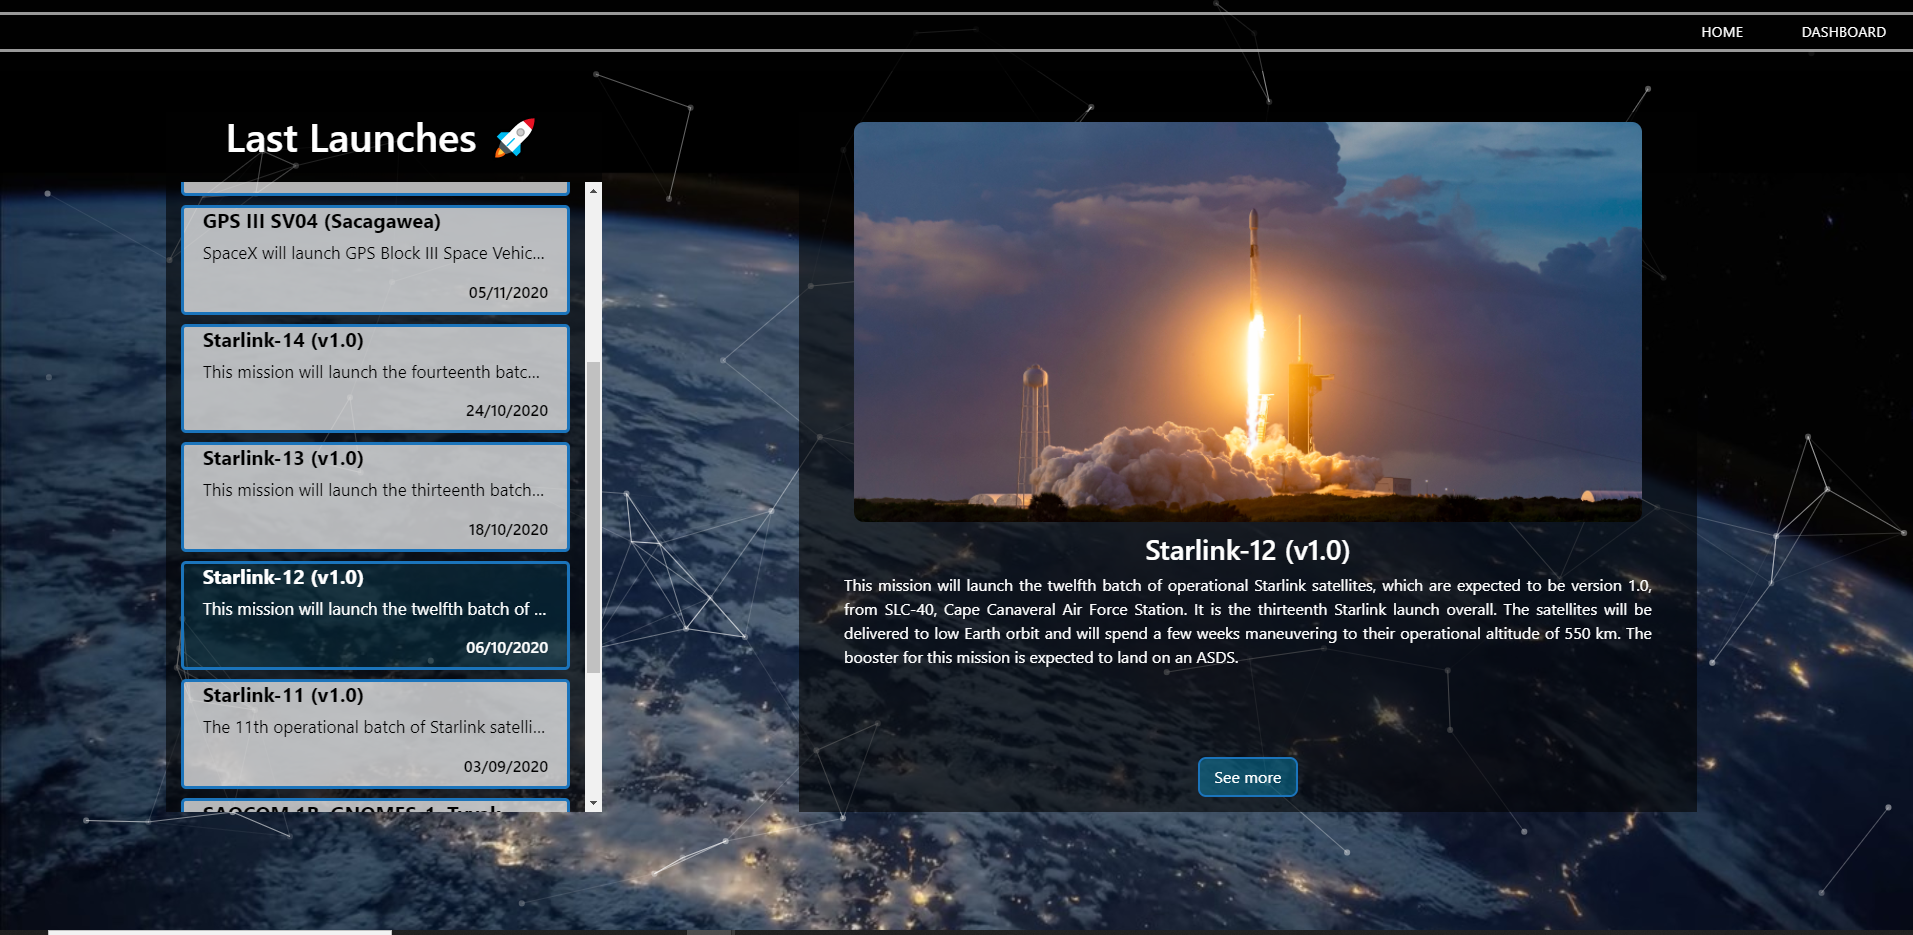 HOME
DASHBOARD
Last Launches 🚀
GPS III SV04 (Sacagawea)
SpaceX will launch GPS Block III Space Vehic...
05/11/2020
Starlink-14 (v1.0)
This mission will launch the fourteenth batc...
24/10/2020
Starlink-13 (v1.0)
This mission will launch the thirteenth batch...
18/10/2020
Starlink-12 (v1.0)
This mission will launch the twelfth batch of ...
06/10/2020
Starlink-11 (v1.0)
The 11th operational batch of Starlink satelli...
03/09/2020
SAOCOM 1B, GNOMES-1, Tyvak
Starlink-12 (v1.0)
This mission will launch the twelfth batch of operational Starlink satellites, which are expected to be version 1.0,
from SLC-40, Cape Canaveral Air Force Station. It is the thirteenth Starlink launch overall. The satellites will be
delivered to low Earth orbit and will spend a few weeks maneuvering to their operational altitude of 550 km. The
booster for this mission is expected to land on an ASDS.
See more